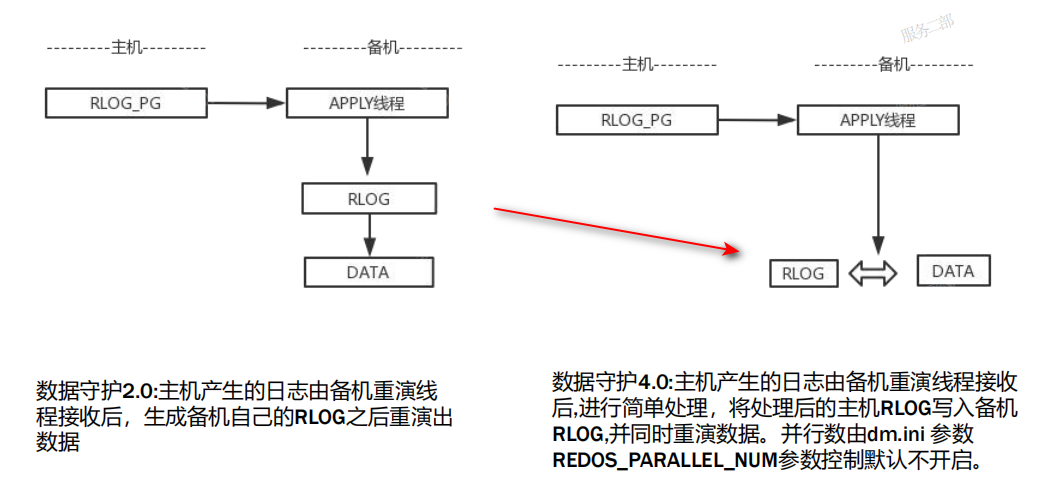 服务二部
---------主机---------
---------备机---------
RLOG_PG
APPLY线程
RLOG
DATA
数据守护2.0:主机产生的日志由备机重演线
程接收后，生成备机自己的RLOG之后重演出
数据
---------主机---------
---------备机---------
RLOG_PG
APPLY线程
RLOG
DATA
数据守护4.0:主机产生的日志由备机重演线程接收
后,进行简单处理，将处理后的主机RLOG写入备机
RLOG,并同时重演数据。并行数由dm.ini 参数
REDOS_PARALLEL_NUM参数控制默认不开启。